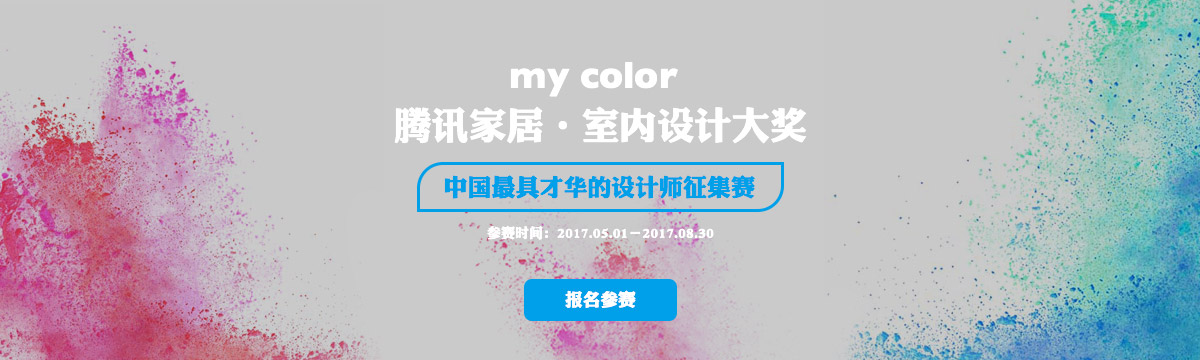 my color
腾讯家居·室内设计大奖
中国最具才华的设计师征集赛
参赛时间：2017.05.01－2017.08.30
报名参赛